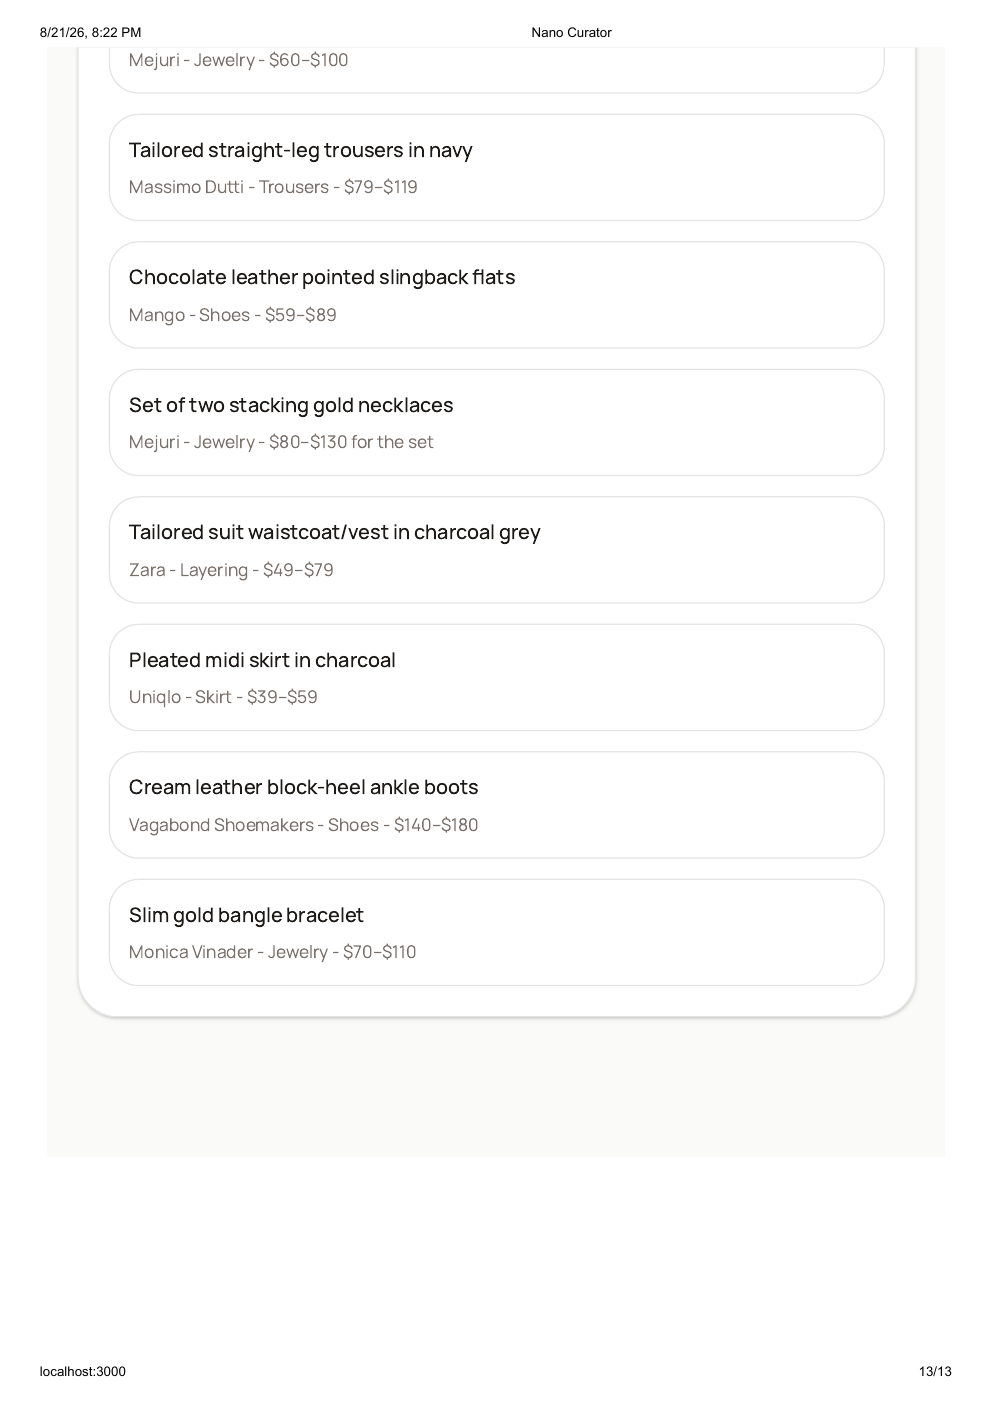 8/21/26, 8:22 PM
Nano Curator
Mejuri - Jewelry - $60–$100
Tailored straight-leg trousers in navy
Massimo Dutti - Trousers - $79–$119
Chocolate leather pointed slingback flats
Mango - Shoes - $59–$89
Set of two stacking gold necklaces
Mejuri - Jewelry - $80–$130 for the set
Tailored suit waistcoat/vest in charcoal grey
Zara - Layering - $49–$79
Pleated midi skirt in charcoal
Uniqlo - Skirt - $39–$59
Cream leather block-heel ankle boots
Vagabond Shoemakers - Shoes - $140–$180
Slim gold bangle bracelet
Monica Vinader - Jewelry - $70–$110
localhost:3000
13/13